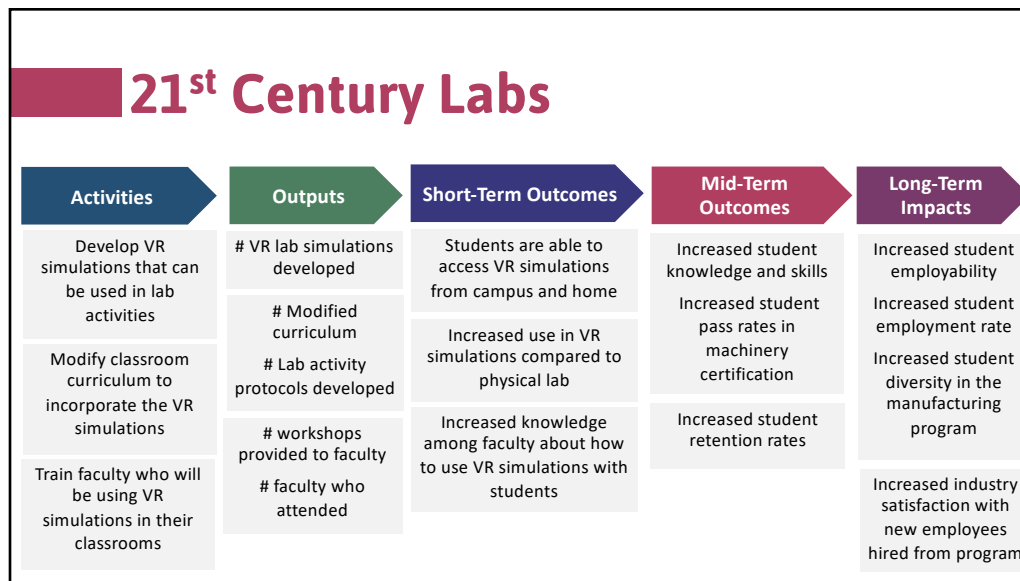 21st Century Labs
Activities
Develop VR
simulations that can
be used in lab
activities
Modify classroom
curriculum to
incorporate the VR
simulations
Train faculty who will
be using VR
simulations in their
classrooms
Outputs
# VR lab simulations
developed
# Modified
curriculum
# Lab activity
protocols developed
# workshops
provided to faculty
# faculty who
attended
Short-Term Outcomes
Students are able to
access VR simulations
from campus and home
Increased use in VR
simulations compared to
physical lab
Increased knowledge
among faculty about how
to use VR simulations with
students
Mid-Term
Outcomes
Increased student
knowledge and skills
Increased student
pass rates in
machinery
certification
Increased student
retention rates
Long-Term
Impacts
Increased student
employability
Increased student
employment rate
Increased student
diversity in the
manufacturing
program
Increased industry
satisfaction with
new employees
hired from program